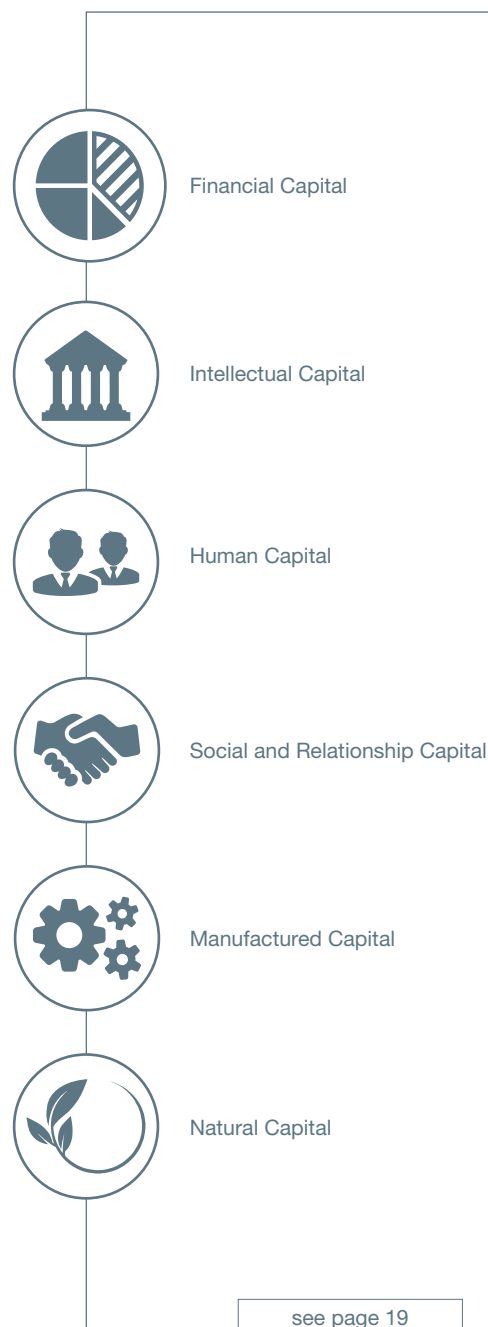 Financial Capital
Intellectual Capital
Human Capital
Social and Relationship Capital
Manufactured Capital
Natural Capital
see page 19